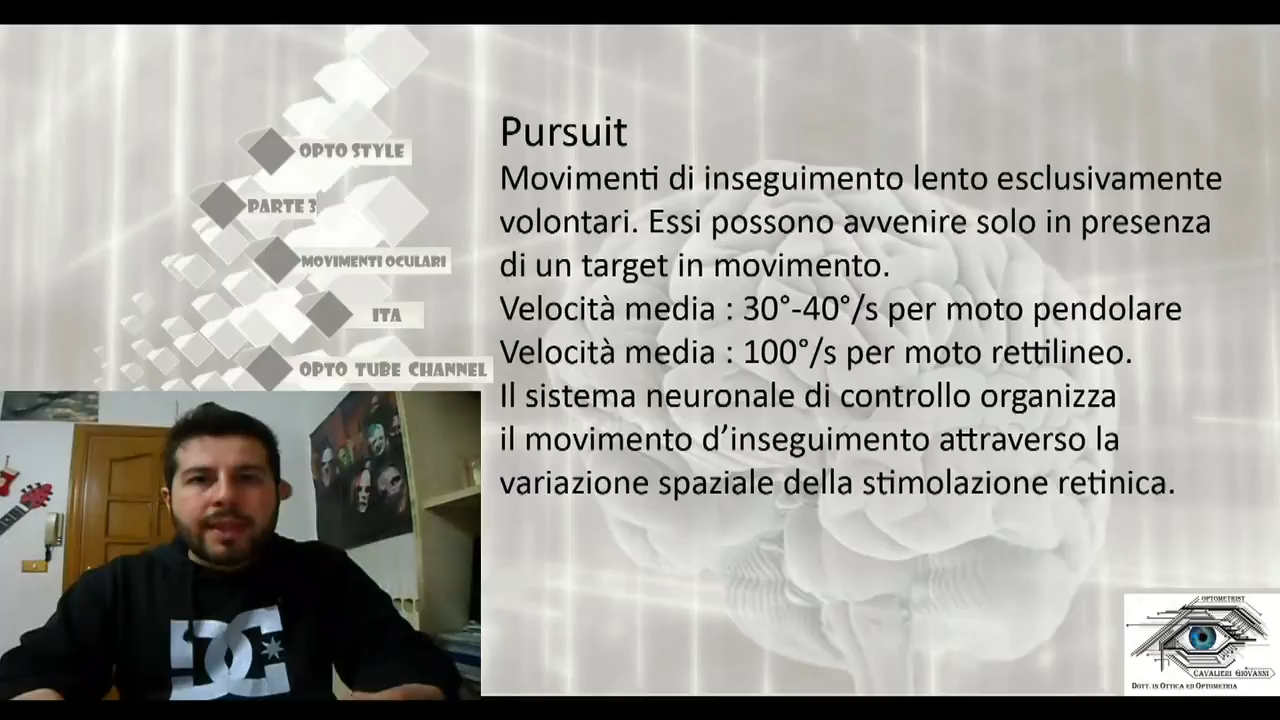 OPTO STYLE
PARTE 3
MOVIMENTI OCULARI
ITA
OPTO TUBE CHANNEL
Pursuit
Movimenti di inseguimento lento esclusivamente
volontari. Essi possono avvenire solo in presenza
di un target in movimento.
Velocità media : 30°-40°/s per moto pendolare
Velocità media : 100°/s per moto rettilineo.
Il sistema neuronale di controllo organizza
il movimento d’inseguimento attraverso la
variazione spaziale della stimolazione retinica.
DC
OPTOMETRIST
CAVALIERI GIOVANNI
DOTT. IN OTTICA ED OPTOMETRIA